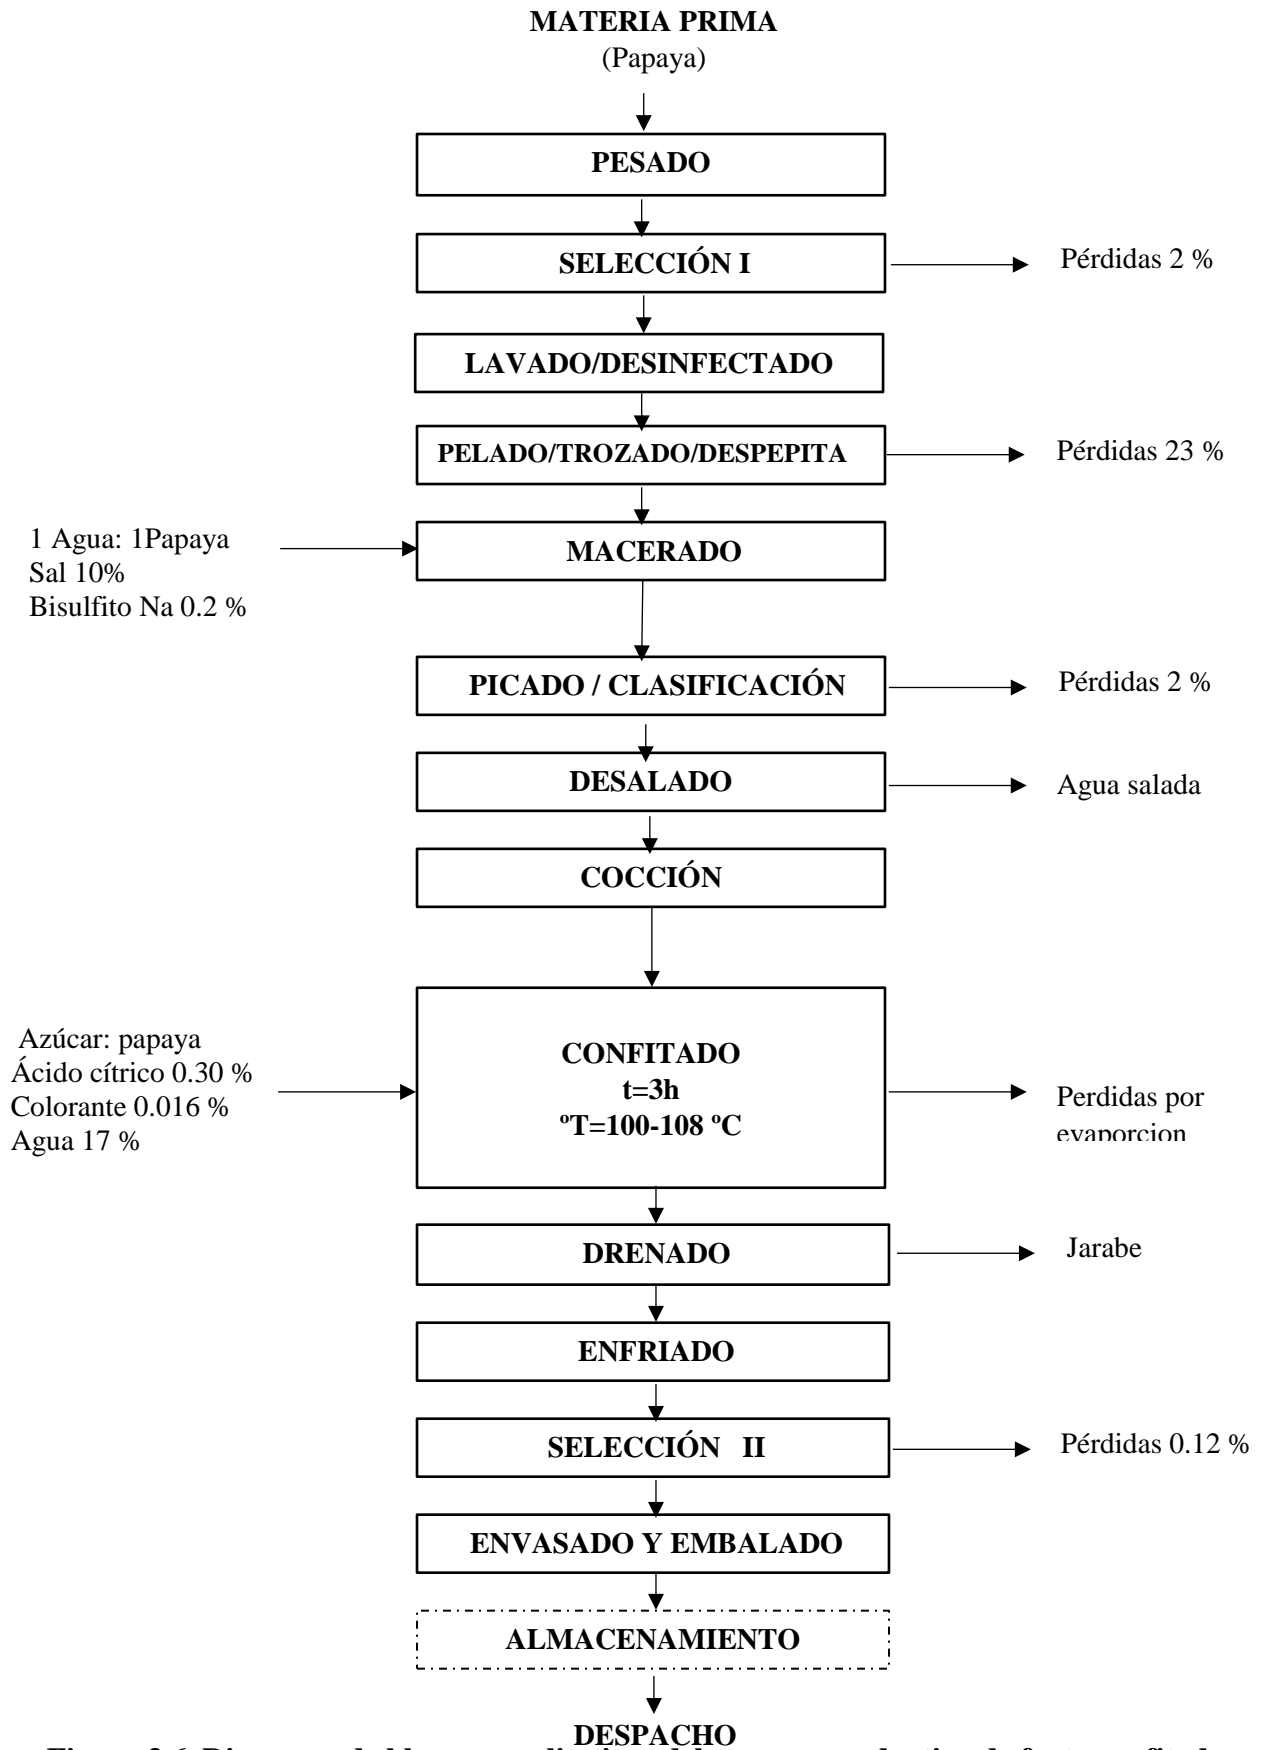 MATERIA PRIMA
(Papaya)
PESADO
SELECCIÓN I
Pérdidas 2 %
LAVADO/DESINFECTADO
PELADO/TROZADO/DESPEPITA
Pérdidas 23 %
1 Agua: 1Papaya
Sal 10%
Bisulfito Na 0.2 %
MACERADO
PICADO / CLASIFICACIÓN
Pérdidas 2 %
DESALADO
Agua salada
COCCIÓN
Azúcar: papaya
Ácido cítrico 0.30 %
Colorante 0.016 %
Agua 17 %
CONFITADO
t=3h
ºT=100-108 ºC
Perdidas por
evaporcion
DRENADO
Jarabe
ENFRIADO
SELECCIÓN II
Pérdidas 0.12 %
ENVASADO Y EMBALADO
ALMACENAMIENTO
DESPACHO